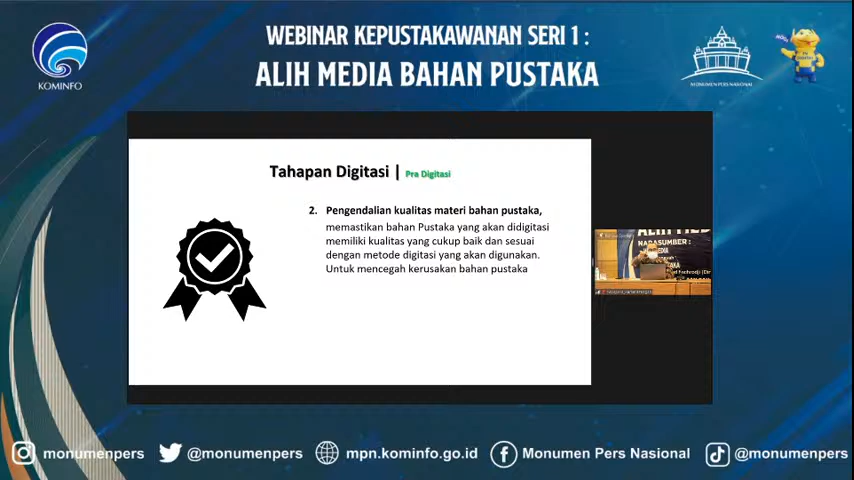 WEBINAR KEPUSTAKAWANAN SERI 1 :
ALIH MEDIA BAHAN PUSTAKA
KOMINFO
MONUMEN PERS NASIONAL
Tahapan Digitasi | Pra Digitasi
2. Pengendalian kualitas materi bahan pustaka,
memastikan bahan Pustaka yang akan didigitasi
memiliki kualitas yang cukup baik dan sesuai
dengan metode digitasi yang akan digunakan.
Untuk mencegah kerusakan bahan pustaka
NARASUMBER :
monumenpers
@monumenpers
mpn.kominfo.go.id
Monumen Pers Nasional
@monumenpers